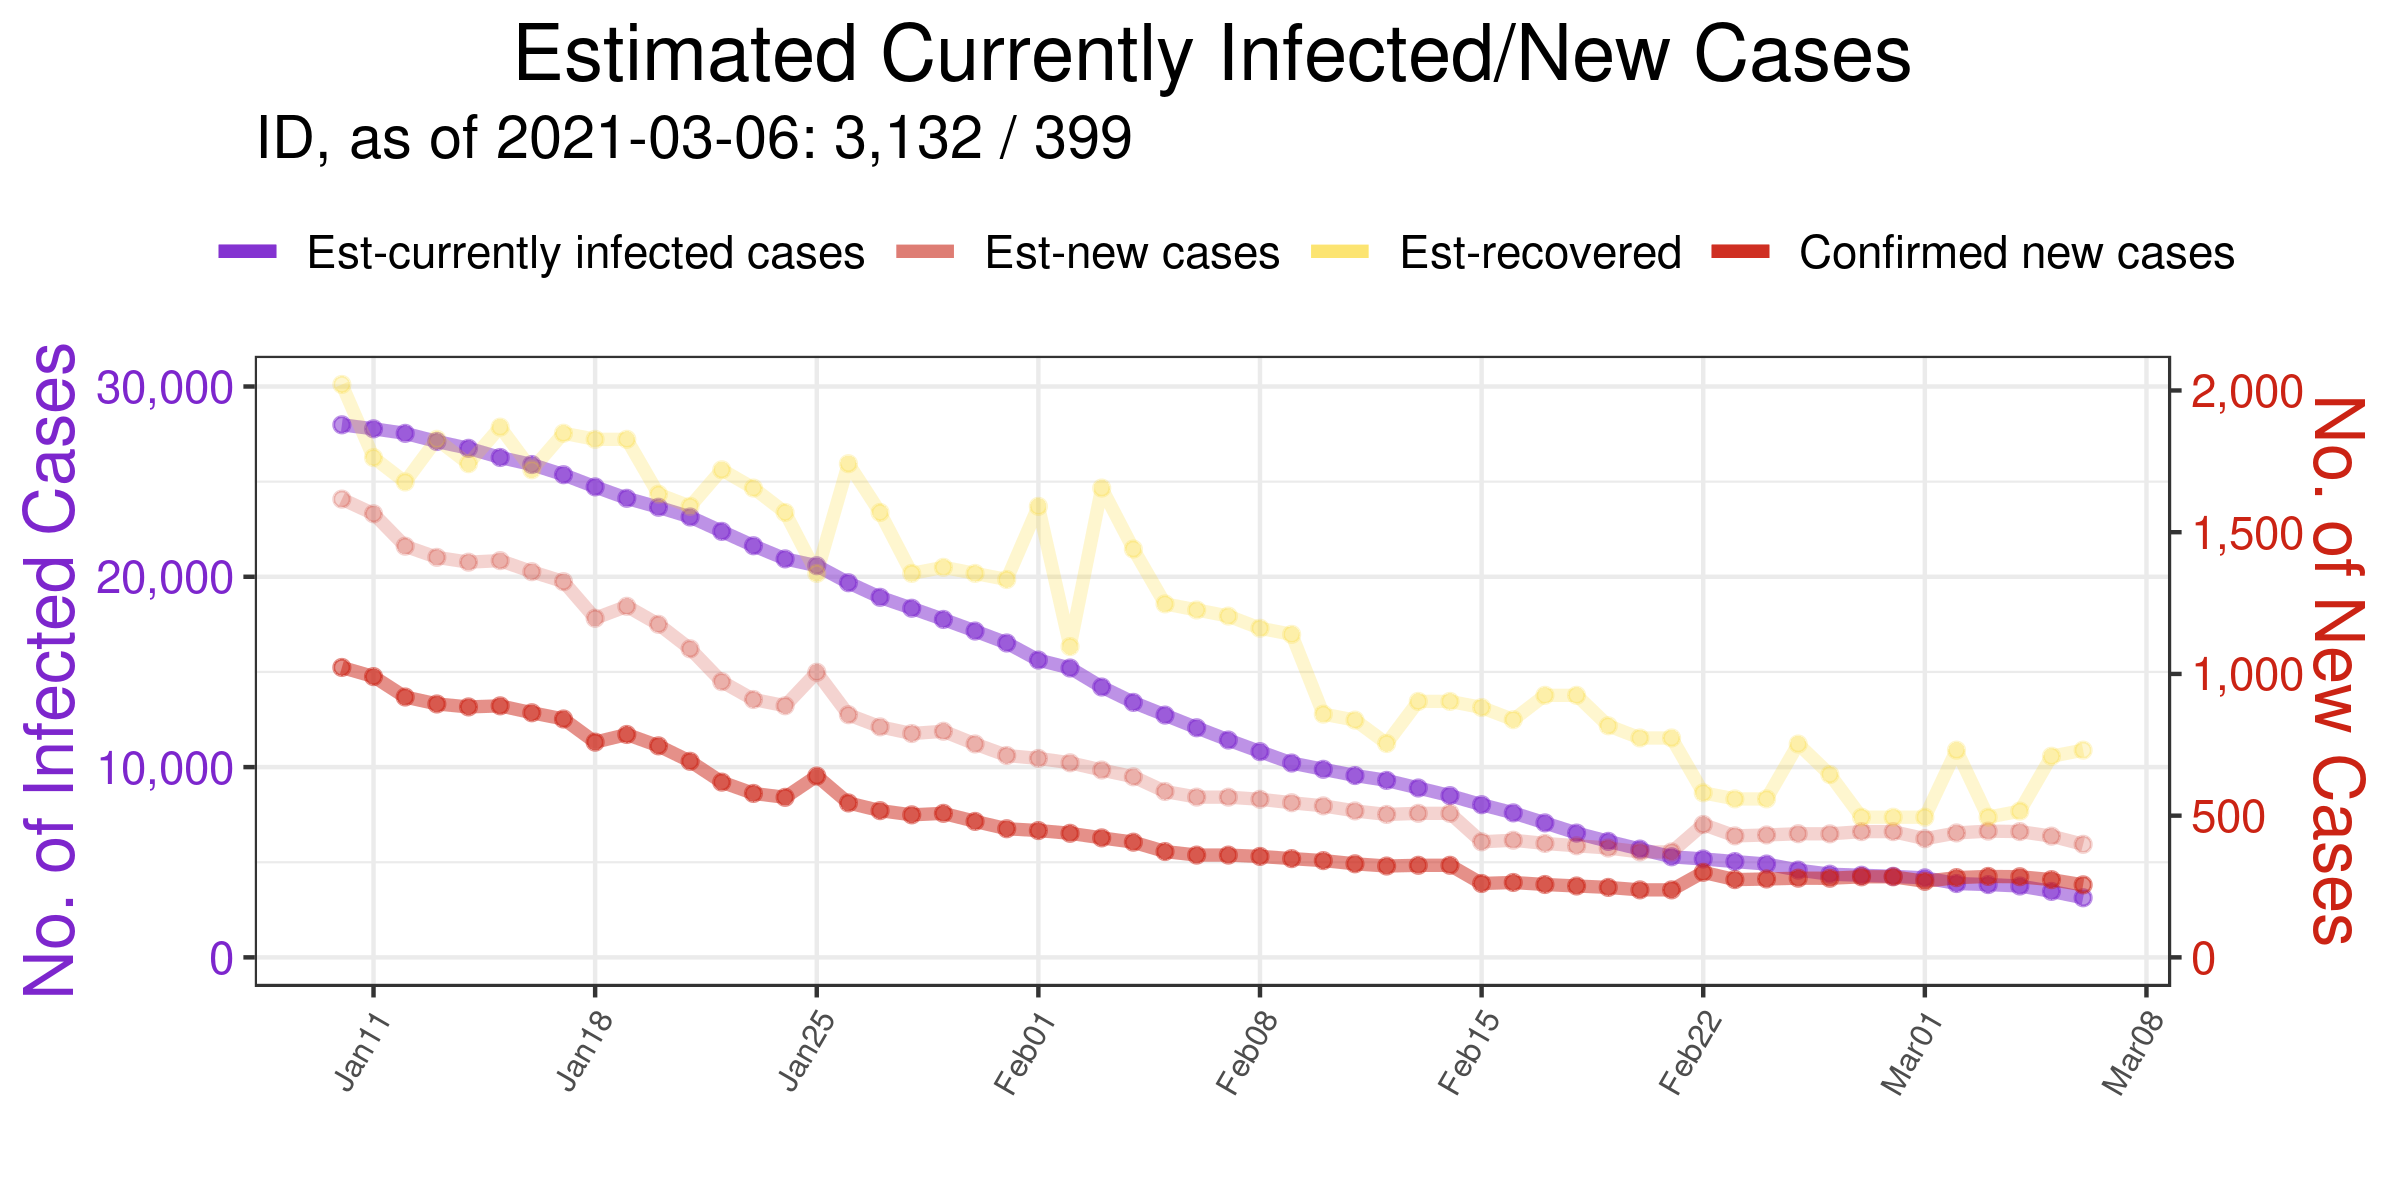 Estimated Currently Infected/New Cases
ID, as of 2021-03-06: 3,132 / 399
Est-currently infected cases Est-new cases Est-recovered Confirmed new cases
No. of Infected Cases
30,000
20,000
10,000
0
2,000
1,500
1,000
500
0
No. of New Cases
Jan11 Jan18 Jan25 Feb01 Feb08 Feb15 Feb22 Mar01 Mar08